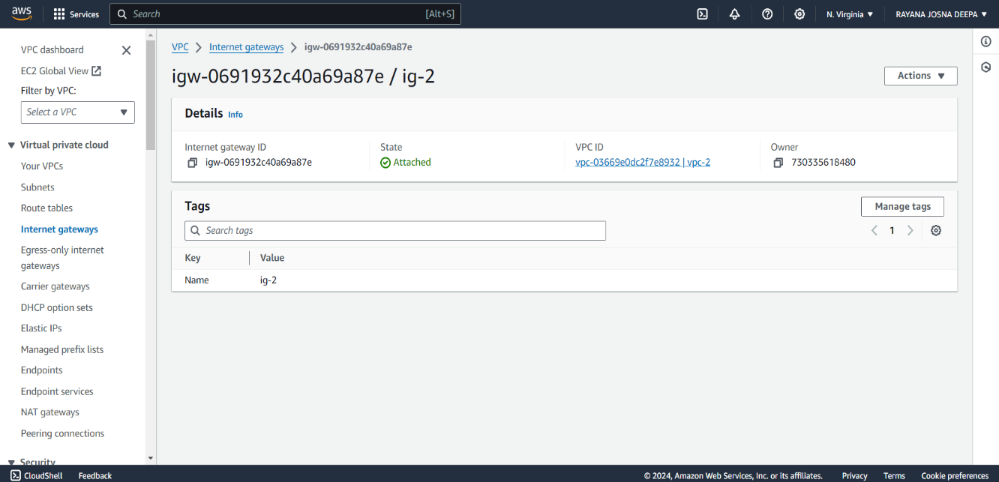 aws Services Search [Alt+S] N. Virginia ▼ RAYANA JOSNA DEEPA ▼
VPC dashboard
EC2 Global View
Filter by VPC:
Select a VPC
Virtual private cloud
Your VPCs
Subnets
Route tables
Internet gateways
Egress-only internet
gateways
Carrier gateways
DHCP option sets
Elastic IPs
Managed prefix lists
Endpoints
Endpoint services
NAT gateways
Peering connections
Security
VPC > Internet gateways > igw-0691932c40a69a87e
igw-0691932c40a69a87e / ig-2
Actions ▼
Details Info
Internet gateway ID
igw-0691932c40a69a87e
State
Attached
VPC ID
vpc-03669e0dc2f7e8932 | vpc-2
Owner
730335618480
Tags
Manage tags
Search tags
1
Key Value
Name ig-2
CloudShell Feedback © 2024, Amazon Web Services, Inc. or its affiliates. Privacy Terms Cookie preferences